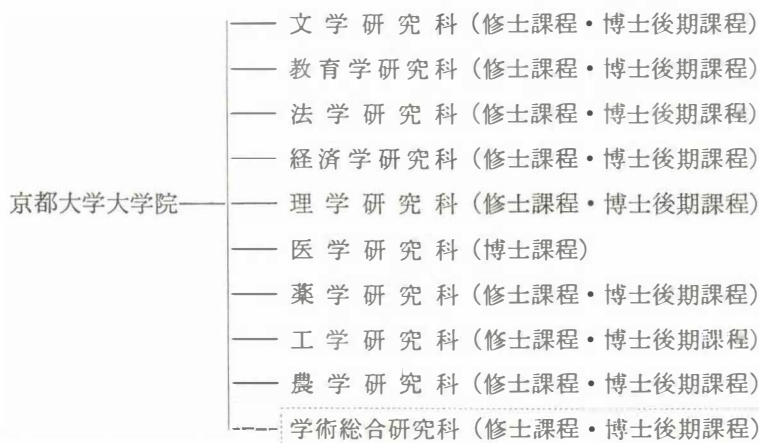 文学研究科（修士課程・博士後期課程）
教育学研究科（修士課程・博士後期課程）
法学研究科（修士課程・博士後期課程）
経済学研究科（修士課程・博士後期課程）
京都大学大学院
理学研究科（修士課程・博士後期課程）
医学研究科（博士課程）
薬学研究科（修士課程・博士後期課程）
工学研究科（修士課程・博士後期課程）
農学研究科（修士課程・博士後期課程）
学術総合研究科（修士課程・博士後期課程）